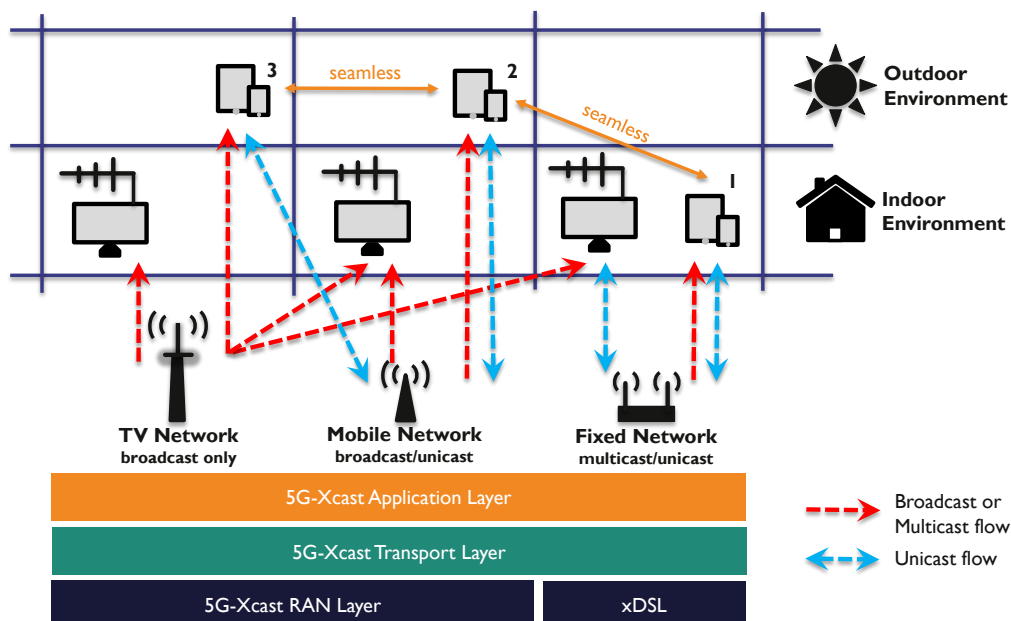 3
seamless
2
Outdoor
Environment
seamless
1
Indoor
Environment
TV Network
broadcast only
Mobile Network
broadcast/unicast
Fixed Network
multicast/unicast
5G-Xcast Application Layer
Broadcast or
Multicast flow
5G-Xcast Transport Layer
Unicast flow
5G-Xcast RAN Layer
xDSL